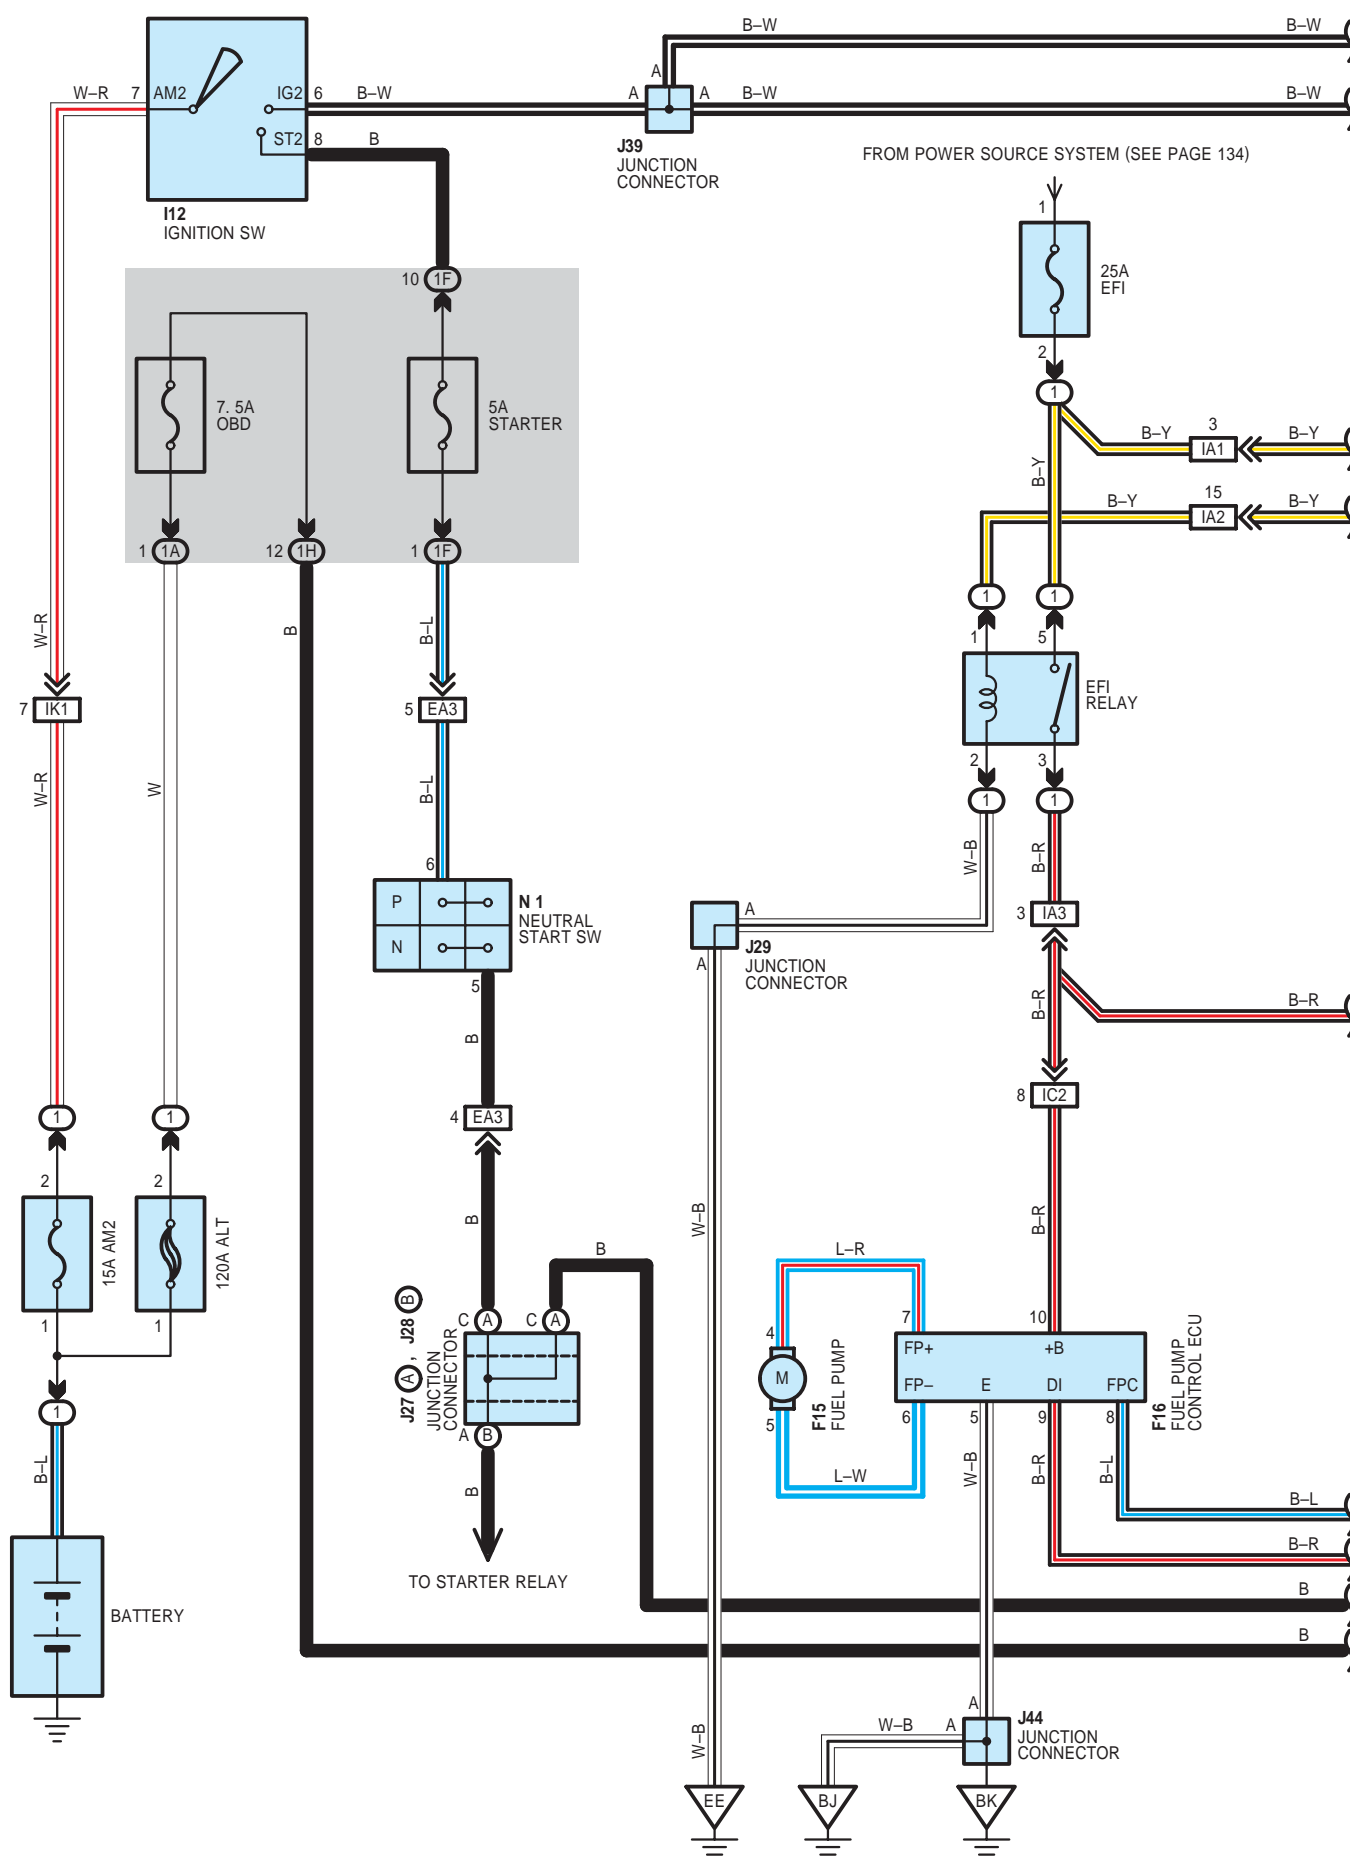 B–W
B–W
W–R
7
AM2
IG2
6
B–W
A
A
A
B–W
B–W
ST2
8
B
J39
JUNCTION
CONNECTOR
FROM POWER SOURCE SYSTEM (SEE PAGE 134)
I12
IGNITION SW
1
10
1F
25A
EFI
2
1
7. 5A
OBD
5A
STARTER
3
B–Y
IA1
B–Y
B–Y
15
B–Y
IA2
B–Y
1
1A
12
1H
1
1F
1
1
W–R
B
B–L
1
5
EFI
RELAY
7
IK1
5
EA3
2
3
1
1
W–R
W
B–L
W–B
B–R
6
P
N
N 1
NEUTRAL
START SW
A
J29
JUNCTION
CONNECTOR
A
3
IA3
5
B
B–R
B–R
1
1
4
EA3
8
IC2
2
2
15A AM2
120A ALT
B
W–B
B–R
B
L–R
1
1
J27 A , J28 B
JUNCTION
CONNECTOR
C
A
C
A
7
10
4
FP+
+B
M
FP–
E
DI
FPC
F15
FUEL PUMP
F16
FUEL PUMP
CONTROL ECU
5
6
5
9
8
1
A
B
B–L
B
L–W
W–B
B–R
B–L
B–L
B–R
TO STARTER RELAY
B
B
BATTERY
A
J44
JUNCTION
CONNECTOR
W–B
A
W–B
EE
BJ
BK